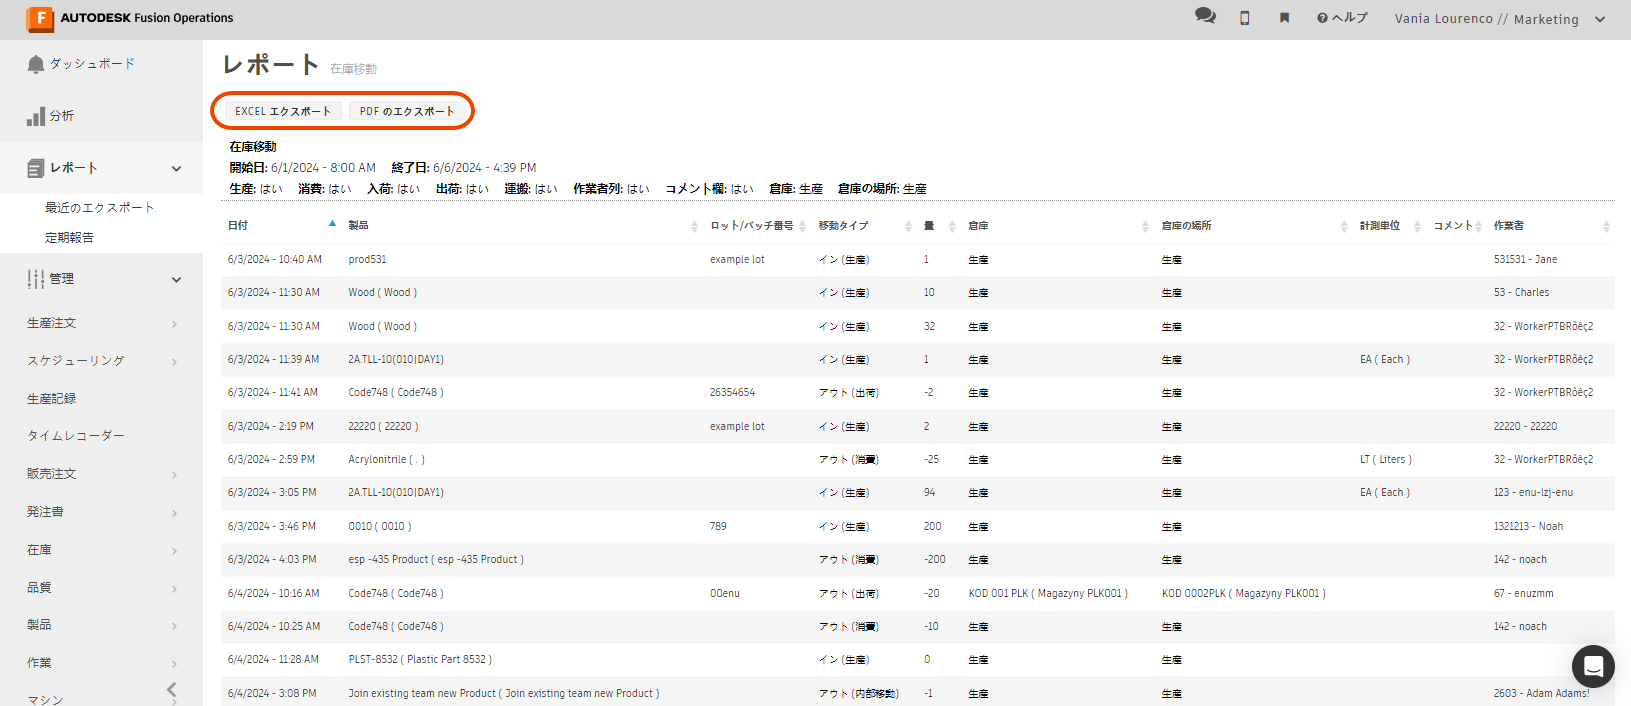 F AUTODESK Fusion Operations
ヘルプ
Vania Lourenco // Marketing
ダッシュボード
分析
レポート
最近のエクスポート
定期報告
管理
生産注文
スケジューリング
生産記録
タイムレコーダー
販売注文
発注書
在庫
品質
製品
作業
マシン
レポート 在庫移動
EXCEL エクスポート PDF のエクスポート
在庫移動
開始日: 6/1/2024 - 8:00 AM 終了日: 6/6/2024 - 4:39 PM
生産: はい 消費: はい 入荷: はい 出荷: はい 運搬: はい 作業者列: はい コメント欄: はい 倉庫: 生産 倉庫の場所: 生産
日付 製品 ロット/バッチ番号 移動タイプ 量 倉庫 倉庫の場所 計測単位 コメント 作業者
6/3/2024 - 10:40 AM prod531 example lot イン (生産) 1 生産 生産 531531 - Jane
6/3/2024 - 11:30 AM Wood ( Wood ) イン (生産) 10 生産 生産 53 - Charles
6/3/2024 - 11:30 AM Wood ( Wood ) イン (生産) 32 生産 生産 32 - WorkerPTBRõéç2
6/3/2024 - 11:39 AM 2A.TLL-10(010|DAY1) イン (生産) 1 生産 生産 EA ( Each ) 32 - WorkerPTBRõéç2
6/3/2024 - 11:41 AM Code748 ( Code748 ) 26354654 アウト (出荷) -2 生産 生産 32 - WorkerPTBRõéç2
6/3/2024 - 2:19 PM 22220 ( 22220 ) example lot イン (生産) 2 生産 生産 22220 - 22220
6/3/2024 - 2:59 PM Acrylonitrile ( . ) アウト (消費) -25 生産 生産 LT ( Liters ) 32 - WorkerPTBRõéç2
6/3/2024 - 3:05 PM 2A.TLL-10(010|DAY1) イン (生産) 94 生産 生産 EA ( Each ) 123 - enu-lzj-enu
6/3/2024 - 3:46 PM 0010 ( 0010 ) 789 イン (生産) 200 生産 生産 1321213 - Noah
6/3/2024 - 4:03 PM esp -435 Product ( esp -435 Product ) アウト (消費) -200 生産 生産 142 - noach
6/4/2024 - 10:16 AM Code748 ( Code748 ) 00enu アウト (出荷) -20 KOD 001 PLK ( Magazyny PLK001 ) KOD 0002PLK ( Magazyny PLK001 ) 67 - enuzmm
6/4/2024 - 10:25 AM Code748 ( Code748 ) アウト (消費) -10 生産 生産 142 - noach
6/4/2024 - 11:28 AM PLST-8532 ( Plastic Part 8532 ) イン (生産) 0 生産 生産
6/4/2024 - 3:08 PM Join existing team new Product ( Join existing team new Product ) アウト (内部移動) -1 生産 生産 2603 - Adam Adams!